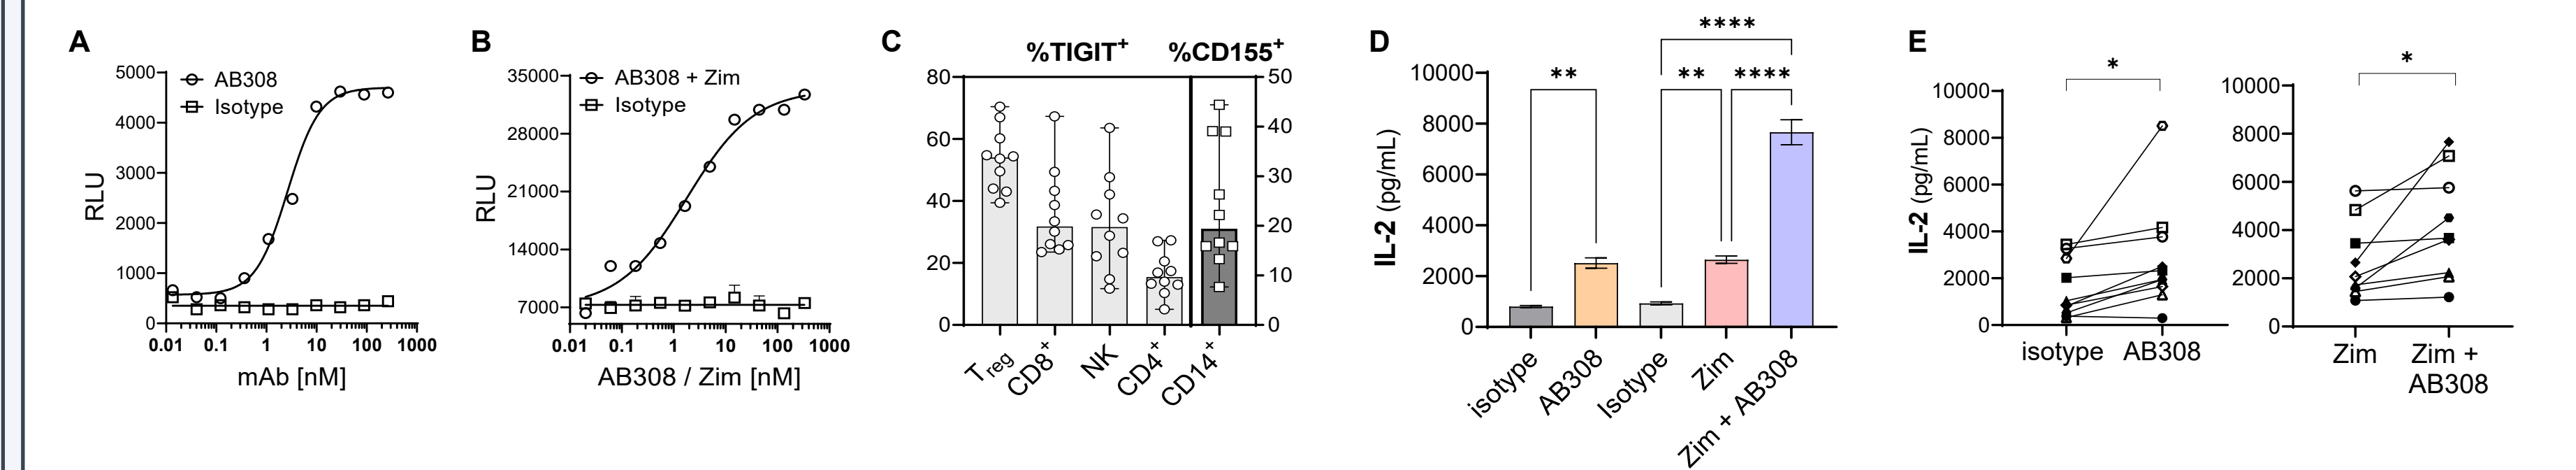 A
AB308
Isotype
5000
4000
3000
2000
1000
0
RLU
0.01 0.1 1 10 100 1000
mAb [nM]
B
AB308 + Zim
Isotype
35000
28000
21000
14000
7000
RLU
0.01 0.1 1 10 100 1000
AB308 / Zim [nM]
C
%TIGIT+ %CD155+
80
60
40
20
0
50
40
30
20
10
0
Treg CD8+ NK CD4+ CD14+
D
****
** ** ****
10000
8000
6000
4000
2000
0
IL-2 (pg/mL)
isotype AB308 Isotype Zim Zim + AB308
E
*
10000
8000
6000
4000
2000
0
IL-2 (pg/mL)
isotype AB308
*
10000
8000
6000
4000
2000
0
Zim Zim +
AB308